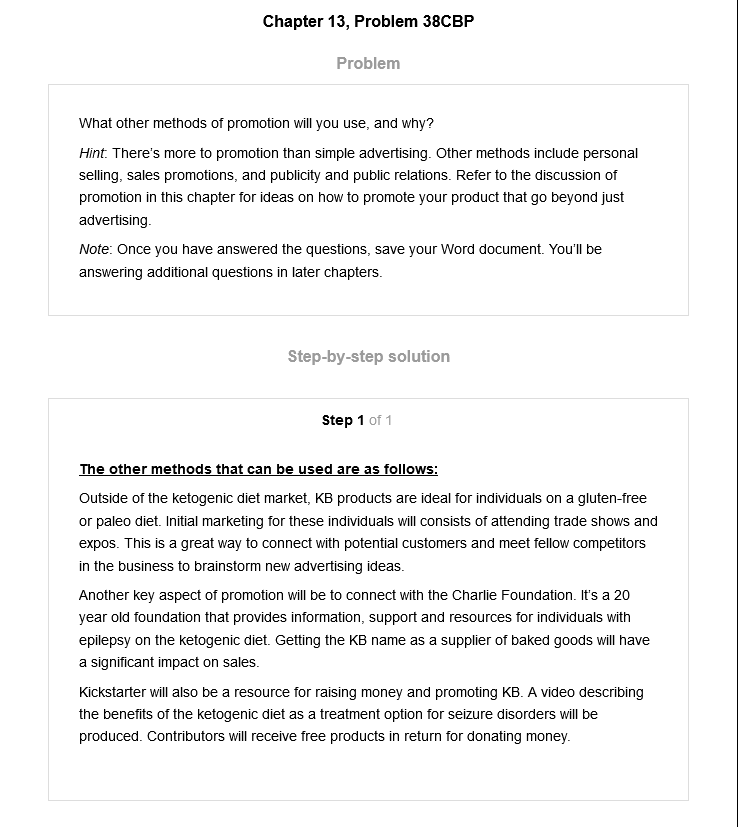 Chapter 13, Problem 38CBP
Problem
What other methods of promotion will you use, and why?
Hint: There's more to promotion than simple advertising. Other methods include personal
selling, sales promotions, and publicity and public relations. Refer to the discussion of
promotion in this chapter for ideas on how to promote your product that go beyond just
advertising.
Note: Once you have answered the questions, save your Word document. You'll be
answering additional questions in later chapters.
Step-by-step solution
Step 1 of 1
The other methods that can be used are as follows:
Outside of the ketogenic diet market, KB products are ideal for individuals on a gluten-free
or paleo diet. Initial marketing for these individuals will consists of attending trade shows and
expos. This is a great way to connect with potential customers and meet fellow competitors
in the business to brainstorm new advertising ideas.
Another key aspect of promotion will be to connect with the Charlie Foundation. It's a 20
year old foundation that provides information, support and resources for individuals with
epilepsy on the ketogenic diet. Getting the KB name as a supplier of baked goods will have
a significant impact on sales.
Kickstarter will also be a resource for raising money and promoting KB. A video describing
the benefits of the ketogenic diet as a treatment option for seizure disorders will be
produced. Contributors will receive free products in return for donating money.